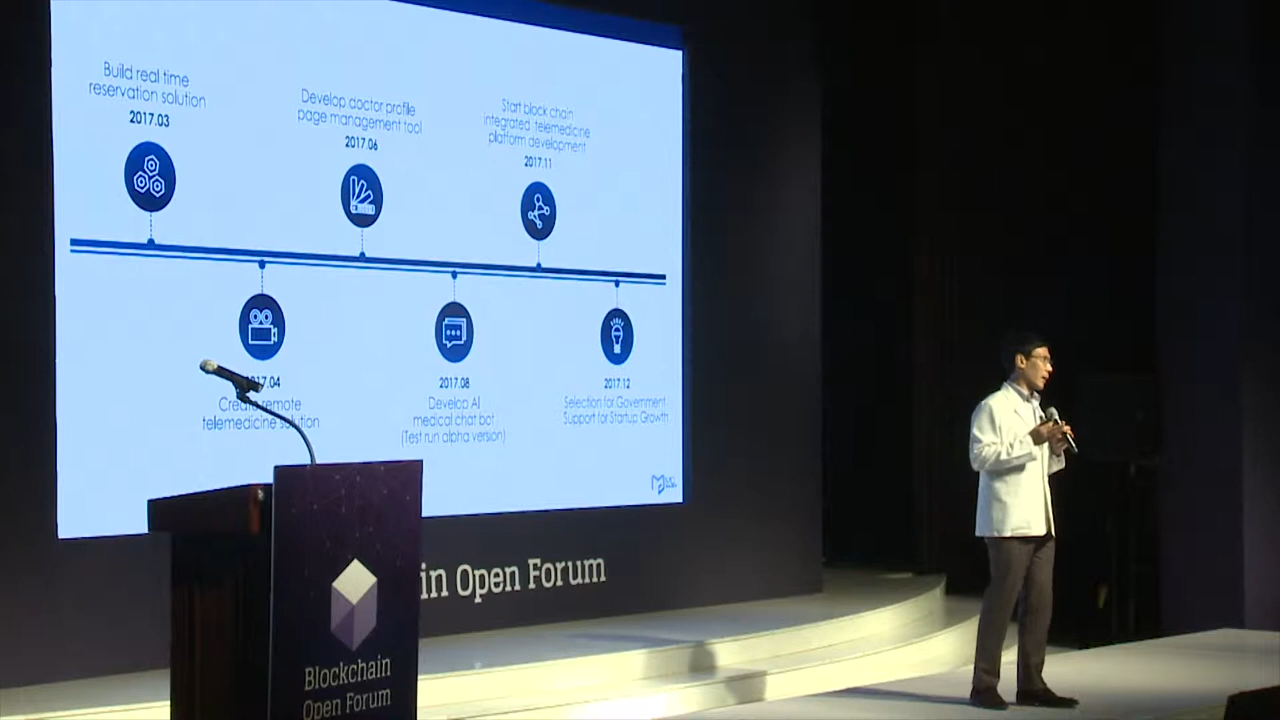 Build real time
reservation solution
2017.03
Develop doctor profile
page management tool
2017.06
Start block chain
integrated telemedicine
platform development
2017.11
2017.04
Create remote
telemedicine solution
2017.08
Develop AI
medical chat bot
(Test run alpha version)
2017.12
Selection for Government
Support for Startup Growth
in Open Forum
Blockchain
Open Forum